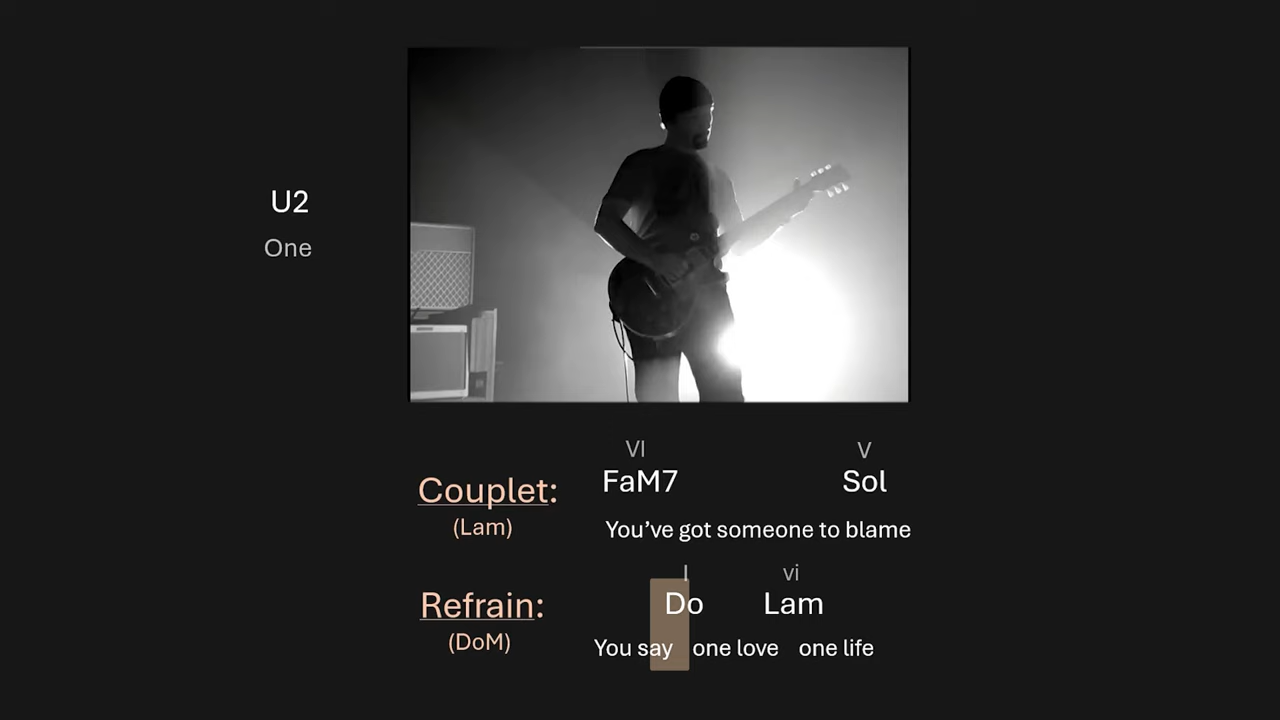 U2
One
VI V
Couplet: FaM7 Sol
(Lam)
You’ve got someone to blame
I vi
Refrain: Do Lam
(DoM)
You say one love one life